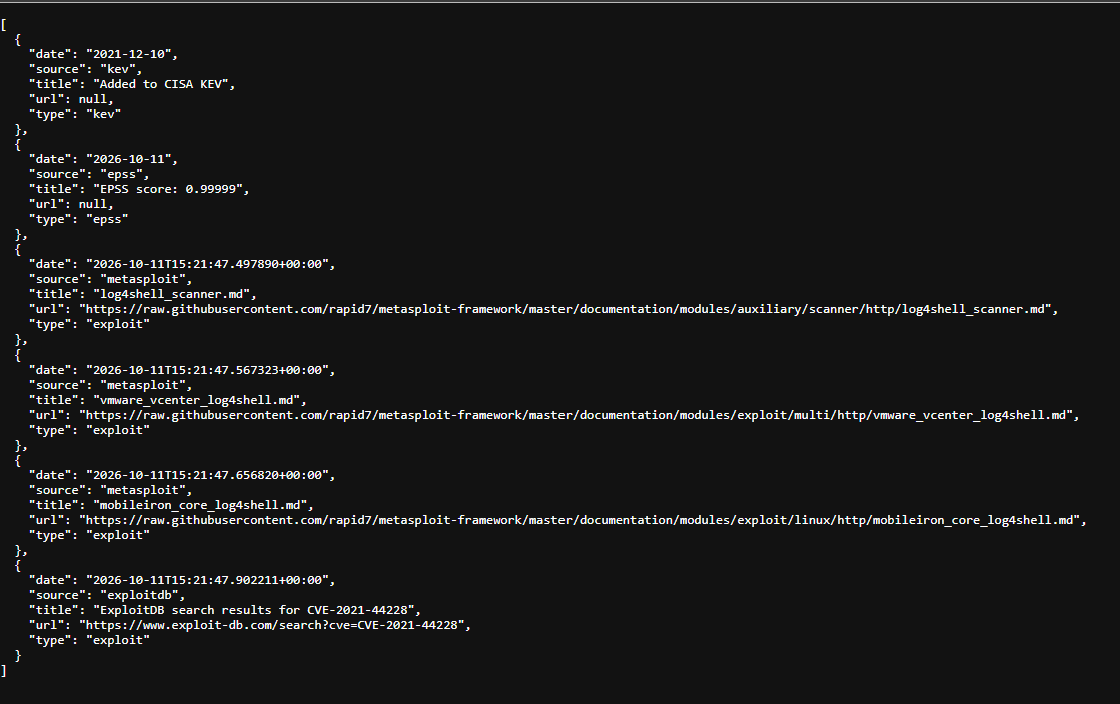 [
  {
    "date": "2021-12-10",
    "source": "kev",
    "title": "Added to CISA KEV",
    "url": null,
    "type": "kev"
  },
  {
    "date": "2026-10-11",
    "source": "epss",
    "title": "EPSS score: 0.99999",
    "url": null,
    "type": "epss"
  },
  {
    "date": "2026-10-11T15:21:47.497890+00:00",
    "source": "metasploit",
    "title": "log4shell_scanner.md",
    "url": "https://raw.githubusercontent.com/rapid7/metasploit-framework/master/documentation/modules/auxiliary/scanner/http/log4shell_scanner.md",
    "type": "exploit"
  },
  {
    "date": "2026-10-11T15:21:47.567323+00:00",
    "source": "metasploit",
    "title": "vmware_vcenter_log4shell.md",
    "url": "https://raw.githubusercontent.com/rapid7/metasploit-framework/master/documentation/modules/exploit/multi/http/vmware_vcenter_log4shell.md",
    "type": "exploit"
  },
  {
    "date": "2026-10-11T15:21:47.656820+00:00",
    "source": "metasploit",
    "title": "mobileiron_core_log4shell.md",
    "url": "https://raw.githubusercontent.com/rapid7/metasploit-framework/master/documentation/modules/exploit/linux/http/mobileiron_core_log4shell.md",
    "type": "exploit"
  },
  {
    "date": "2026-10-11T15:21:47.902211+00:00",
    "source": "exploitdb",
    "title": "ExploitDB search results for CVE-2021-44228",
    "url": "https://www.exploit-db.com/search?cve=CVE-2021-44228",
    "type": "exploit"
  }
]